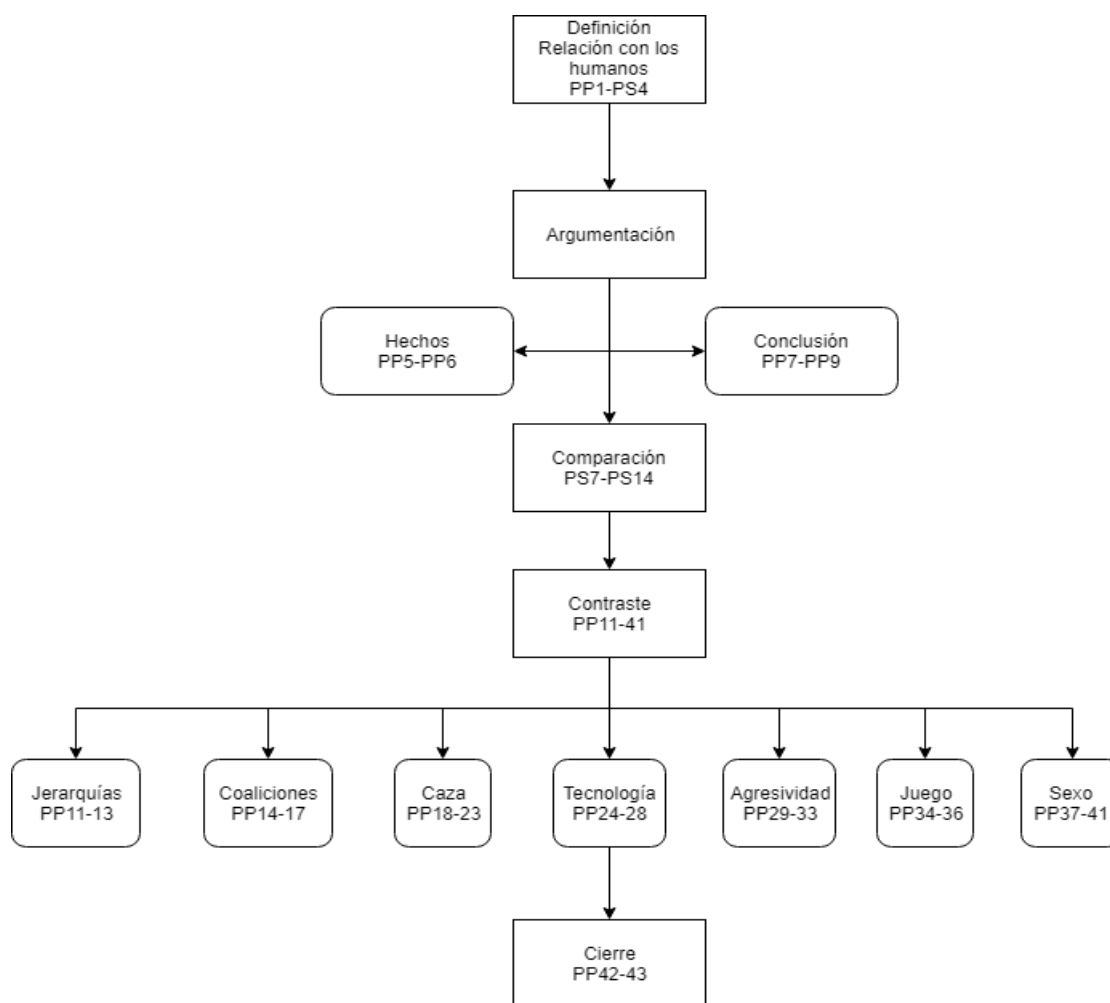 Definición
Relación con los
humanos
PP1-PS4
Argumentación
Hechos
PP5-PP6
Conclusión
PP7-PP9
Comparación
PS7-PS14
Contraste
PP11-41
Jerarquías
PP11-13
Coaliciones
PP14-17
Caza
PP18-23
Tecnología
PP24-28
Agresividad
PP29-33
Juego
PP34-36
Sexo
PP37-41
Cierre
PP42-43